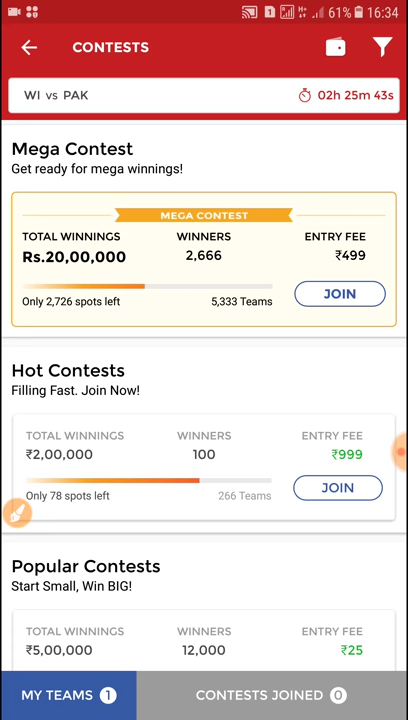 61% 16:34
CONTESTS
WI vs PAK 02h 25m 43s
Mega Contest
Get ready for mega winnings!
MEGA CONTEST
TOTAL WINNINGS WINNERS ENTRY FEE
Rs.20,00,000 2,666 ₹499
Only 2,726 spots left 5,333 Teams JOIN
Hot Contests
Filling Fast. Join Now!
TOTAL WINNINGS WINNERS ENTRY FEE
₹2,00,000 100 ₹999
Only 78 spots left 266 Teams JOIN
Popular Contests
Start Small, Win BIG!
TOTAL WINNINGS WINNERS ENTRY FEE
₹5,00,000 12,000 ₹25
MY TEAMS 1 CONTESTS JOINED 0